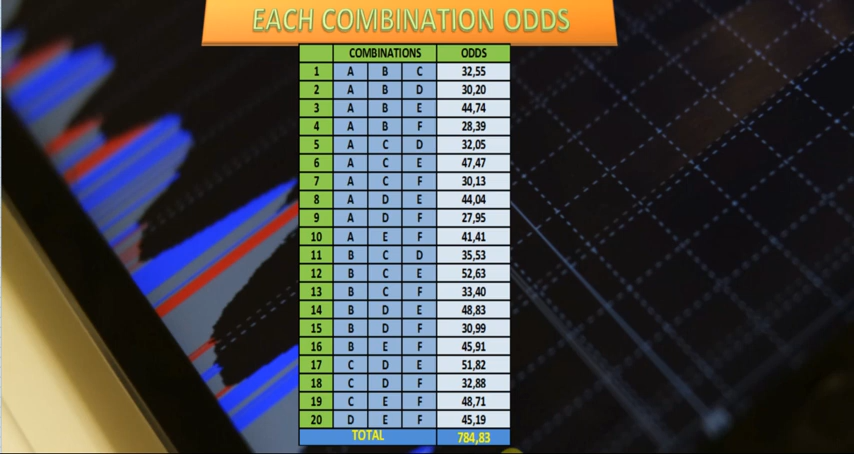 EACH COMBINATION ODDS
COMBINATIONS ODDS
1 A B C 32,55
2 A B D 30,20
3 A B E 44,74
4 A B F 28,39
5 A C D 32,05
6 A C E 47,47
7 A C F 30,13
8 A D E 44,04
9 A D F 27,95
10 A E F 41,41
11 B C D 35,53
12 B C E 52,63
13 B C F 33,40
14 B D E 48,83
15 B D F 30,99
16 B E F 45,91
17 C D E 51,82
18 C D F 32,88
19 C E F 48,71
20 D E F 45,19
TOTAL 784,83